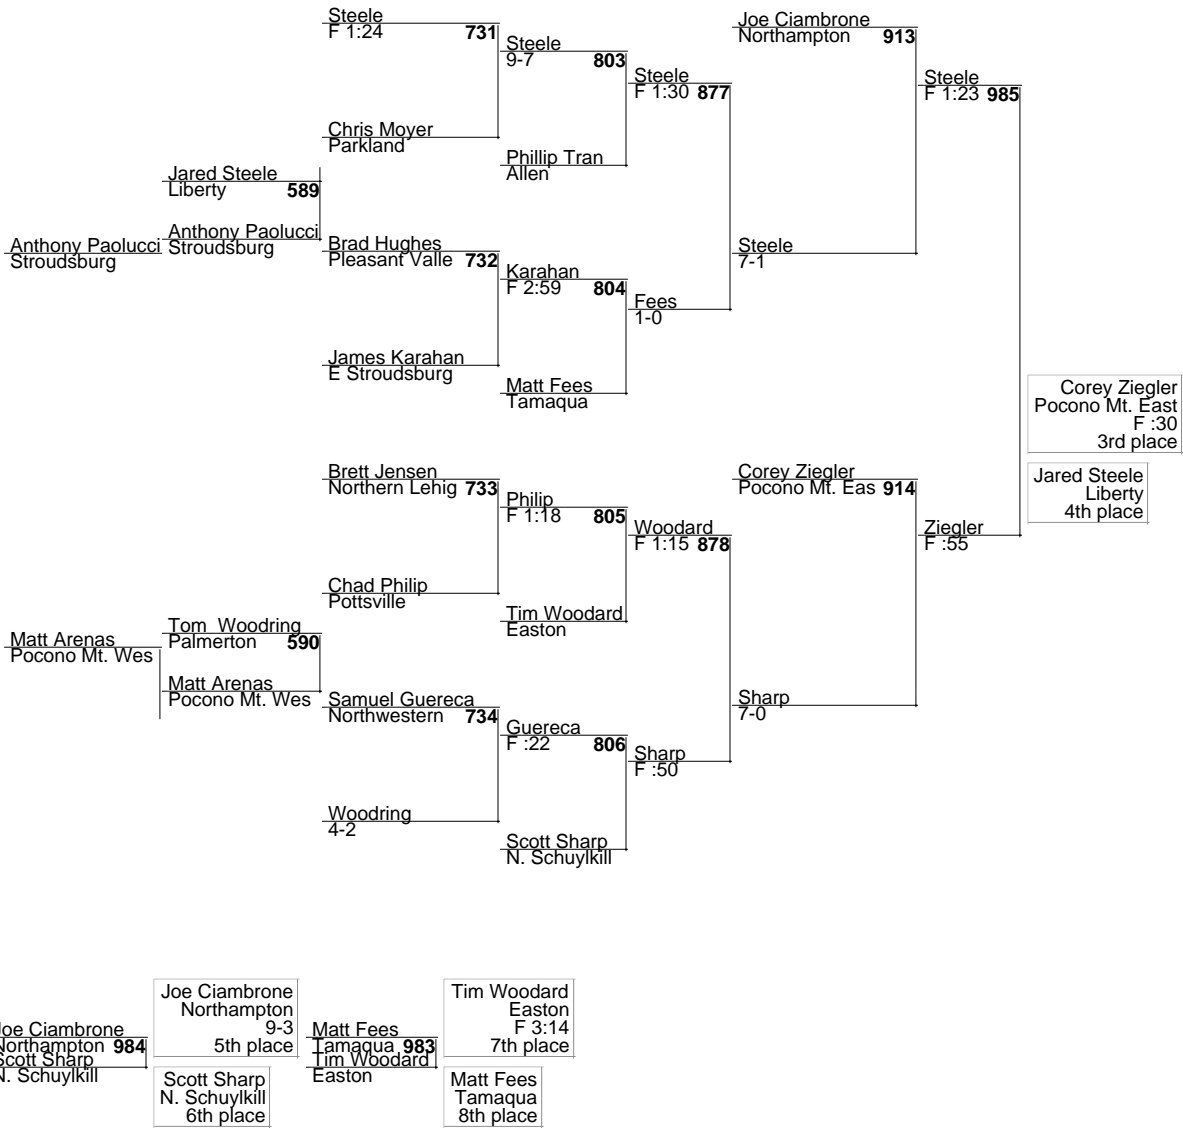 Steele
F 1:24 731
Steele
9-7 803
Steele
F 1:30 877
Joe Ciambrone
Northampton 913
Steele
F 1:23 985
Chris Moyer
Parkland
Phillip Tran
Allen
Jared Steele
Liberty 589
Anthony Paolucci
Stroudsburg
Anthony Paolucci
Stroudsburg
Brad Hughes
Pleasant Valle 732
Karahan
F 2:59 804
Fees
1-0
Steele
7-1
James Karahan
E Stroudsburg
Matt Fees
Tamaqua
Corey Ziegler
Pocono Mt. East
F :30
3rd place
Jared Steele
Liberty
4th place
Brett Jensen
Northern Lehig 733
Philip
F 1:18 805
Woodard
F 1:15 878
Corey Ziegler
Pocono Mt. Eas 914
Ziegler
F :55
Chad Philip
Pottsville
Tim Woodard
Easton
Matt Arenas
Pocono Mt. Wes
Tom Woodring
Palmerton 590
Matt Arenas
Pocono Mt. Wes
Samuel Guereca
Northwestern 734
Guereca
F :22 806
Sharp
F :50
Sharp
7-0
Woodring
4-2
Scott Sharp
N. Schuylkill
Joe Ciambrone
Northampton 984
Scott Sharp
N. Schuylkill
Joe Ciambrone
Northampton
9-3
5th place
Scott Sharp
N. Schuylkill
6th place
Matt Fees
Tamaqua 983
Tim Woodard
Easton
Tim Woodard
Easton
F 3:14
7th place
Matt Fees
Tamaqua
8th place